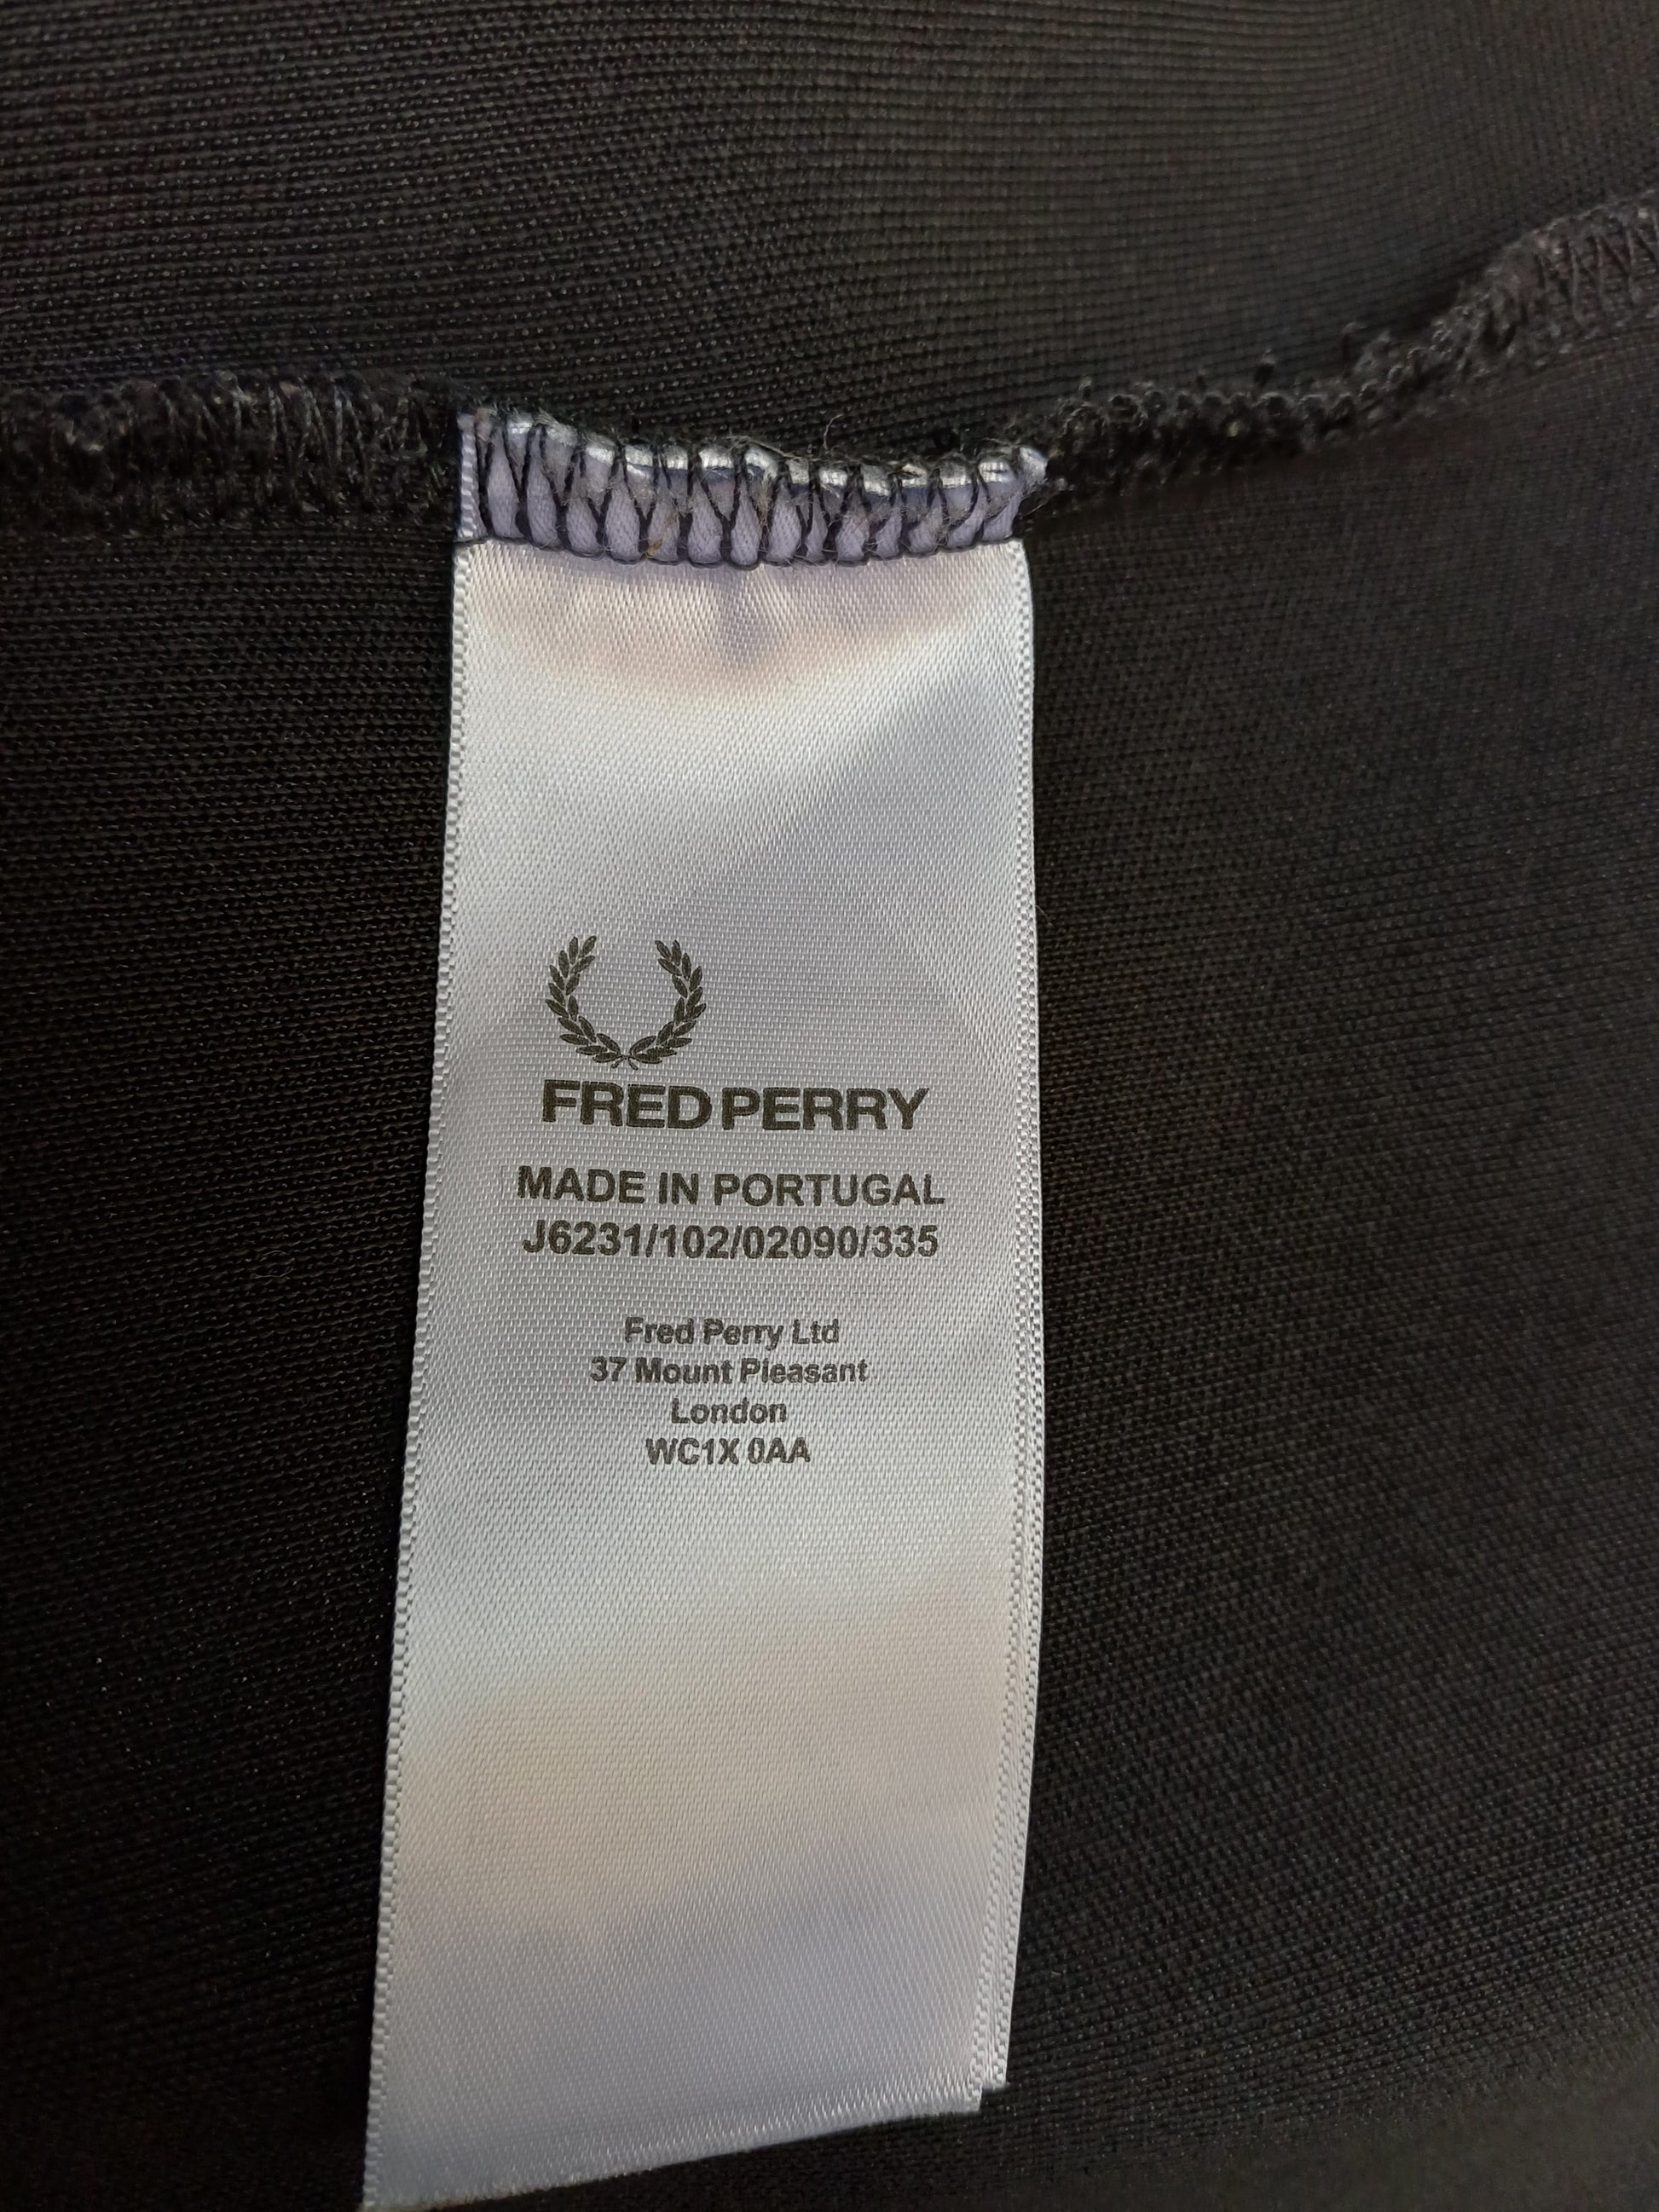 FRED PERRY
MADE IN PORTUGAL
J6231/102/02090/335
Fred Perry Ltd
37 Mount Pleasant
London
WC1X 0AA